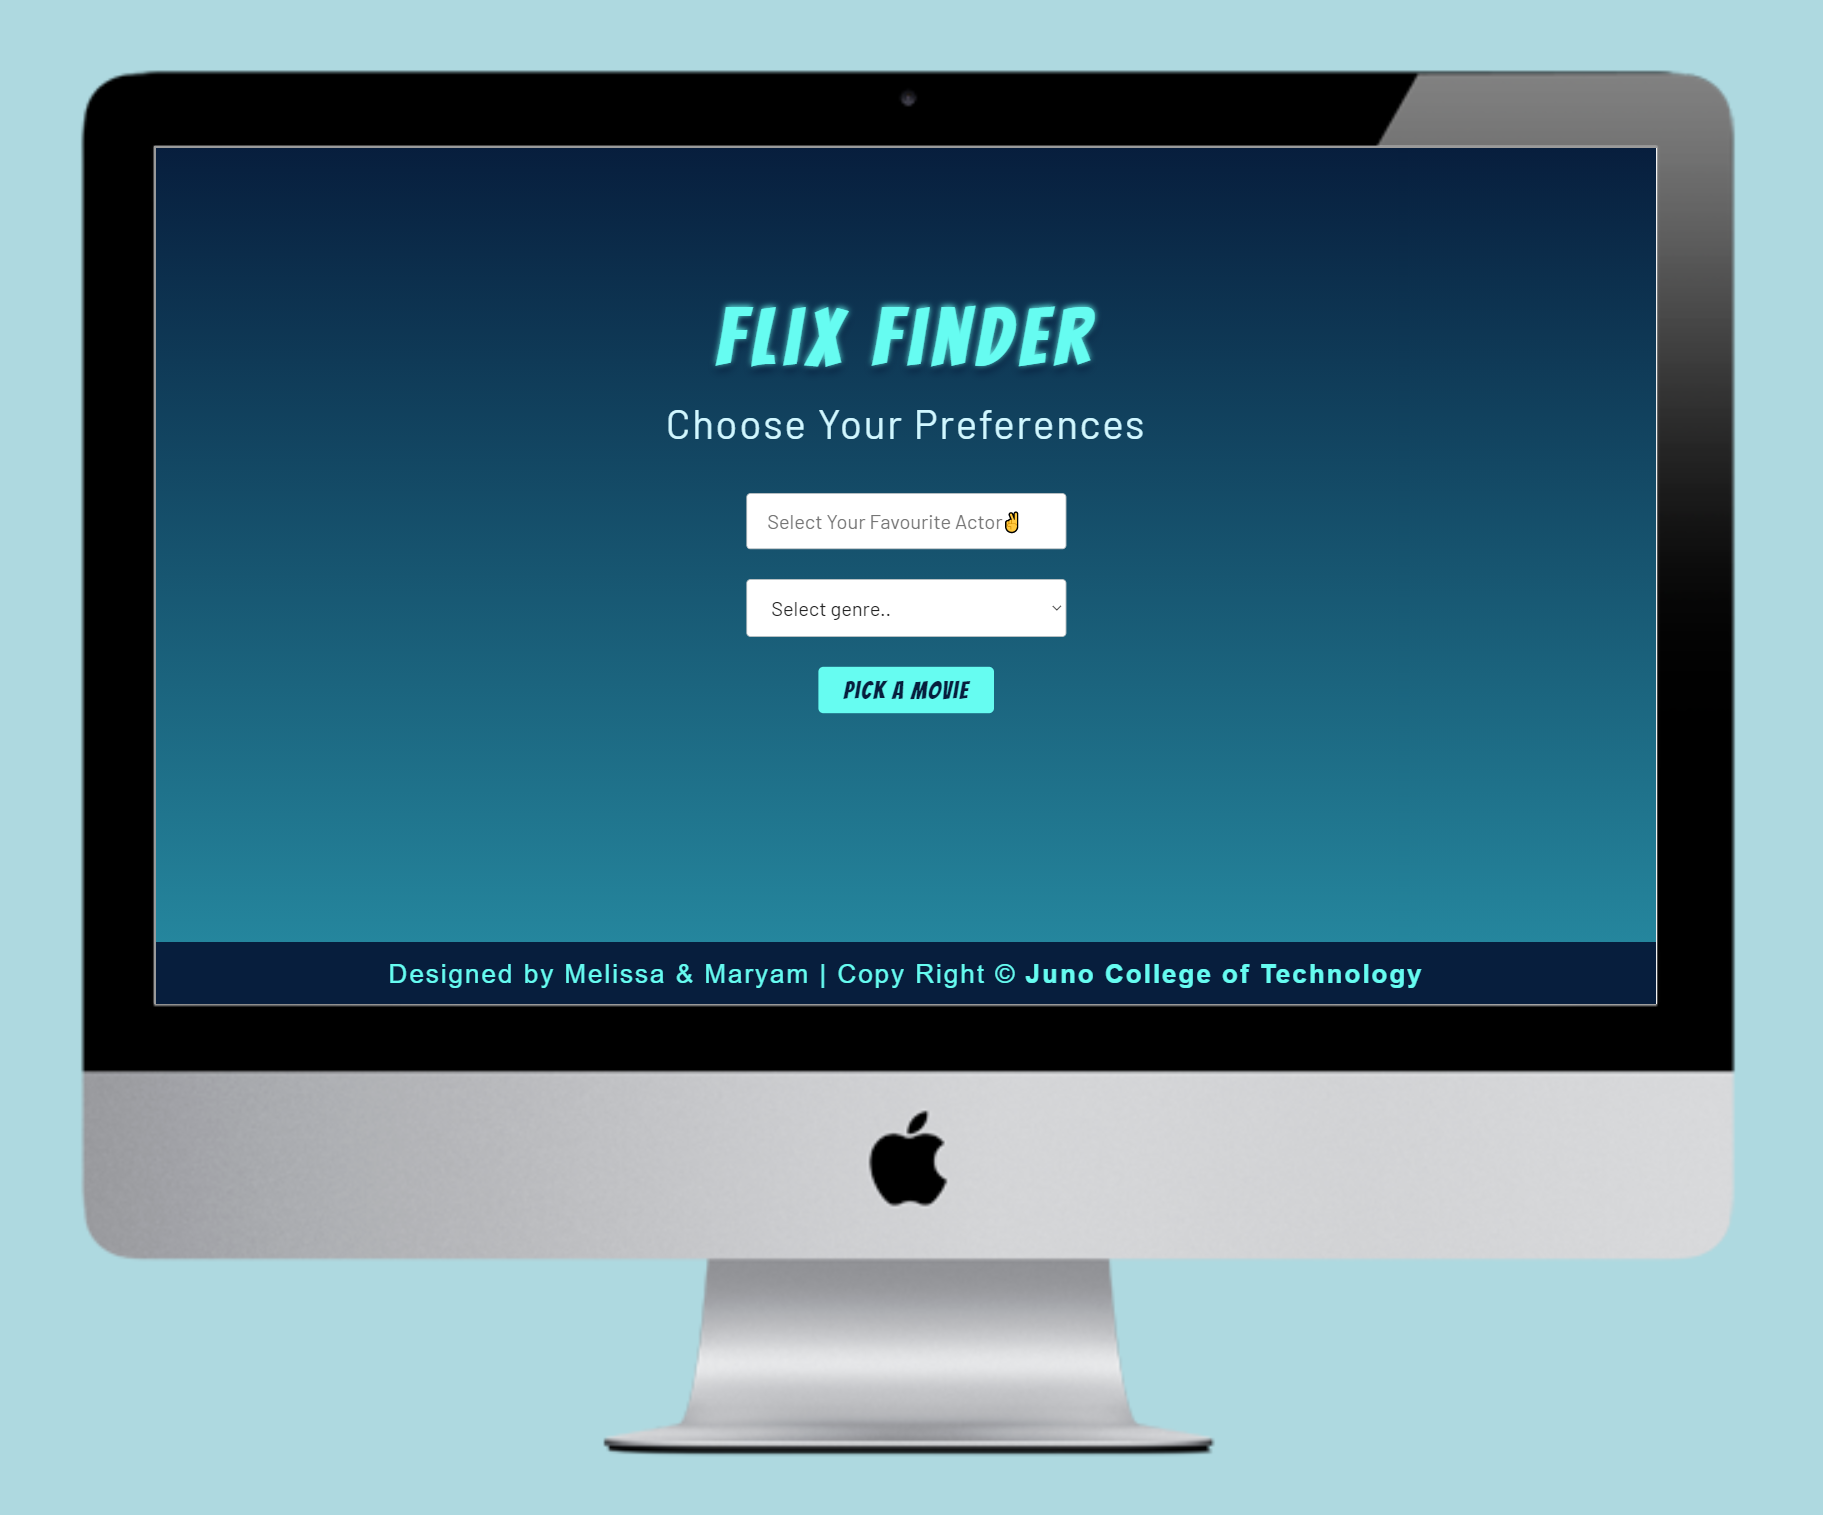 FLIX FINDER
Choose Your Preferences
Select Your Favourite Actor✌
Select genre..
PICK A MOVIE
Designed by Melissa & Maryam | Copy Right © Juno College of Technology